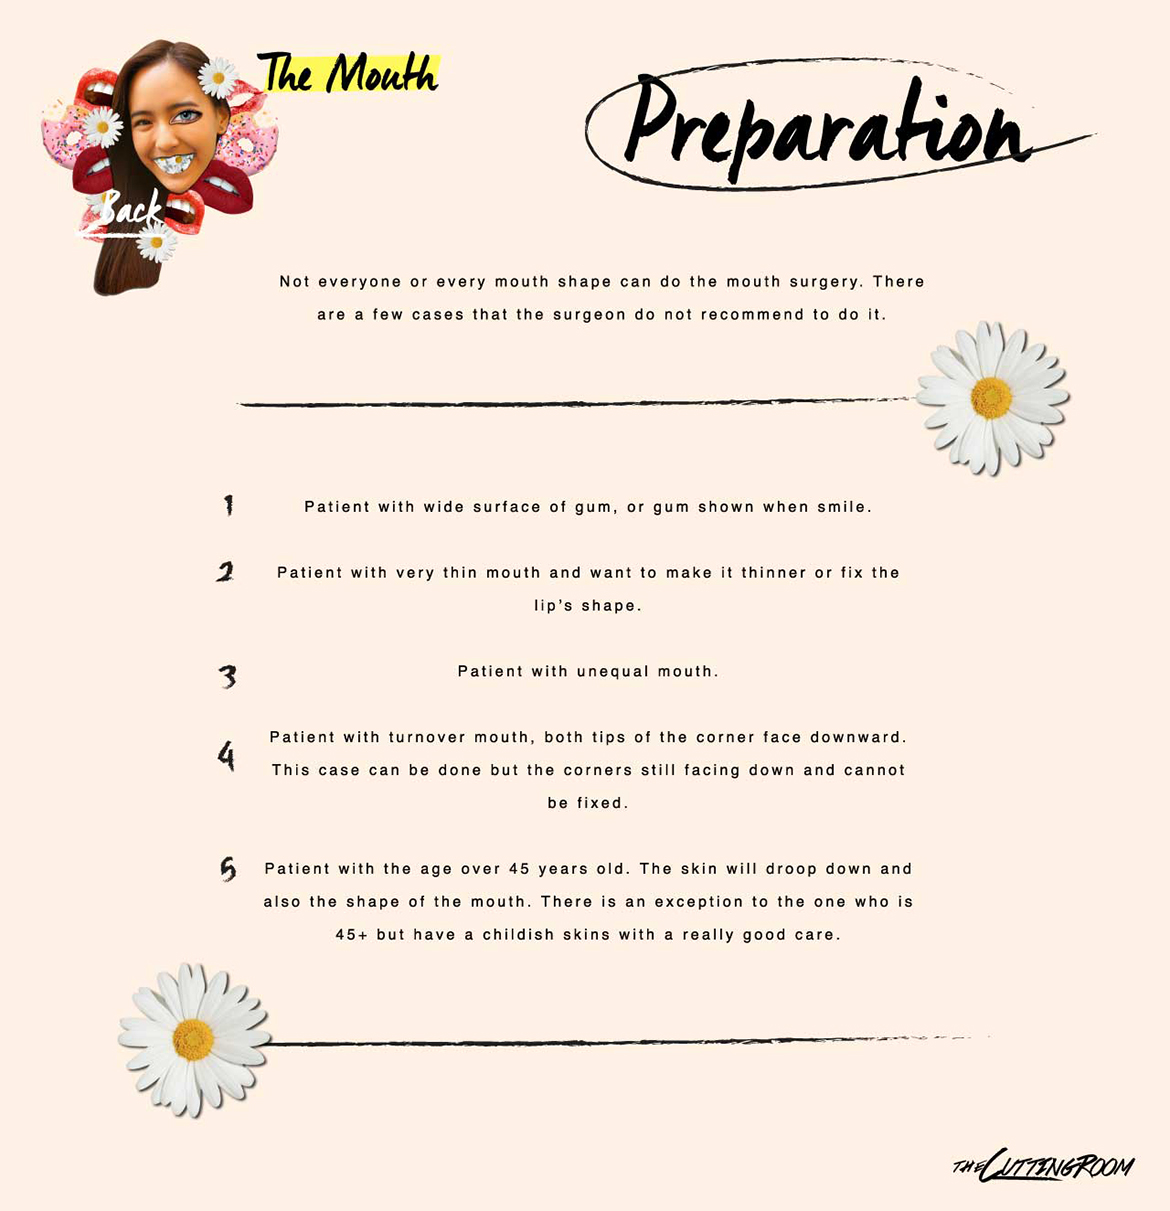 The Mouth
Preparation
Back
Not everyone or every mouth shape can do the mouth surgery. There
are a few cases that the surgeon do not recommend to do it.
1 Patient with wide surface of gum, or gum shown when smile.
2 Patient with very thin mouth and want to make it thinner or fix the
lip's shape.
3 Patient with unequal mouth.
Patient with turnover mouth, both tips of the corner face downward.
4 This case can be done but the corners still facing down and cannot
be fixed.
5 Patient with the age over 45 years old. The skin will droop down and
also the shape of the mouth. There is an exception to the one who is
45+ but have a childish skins with a really good care.
THE CUTTING ROOM